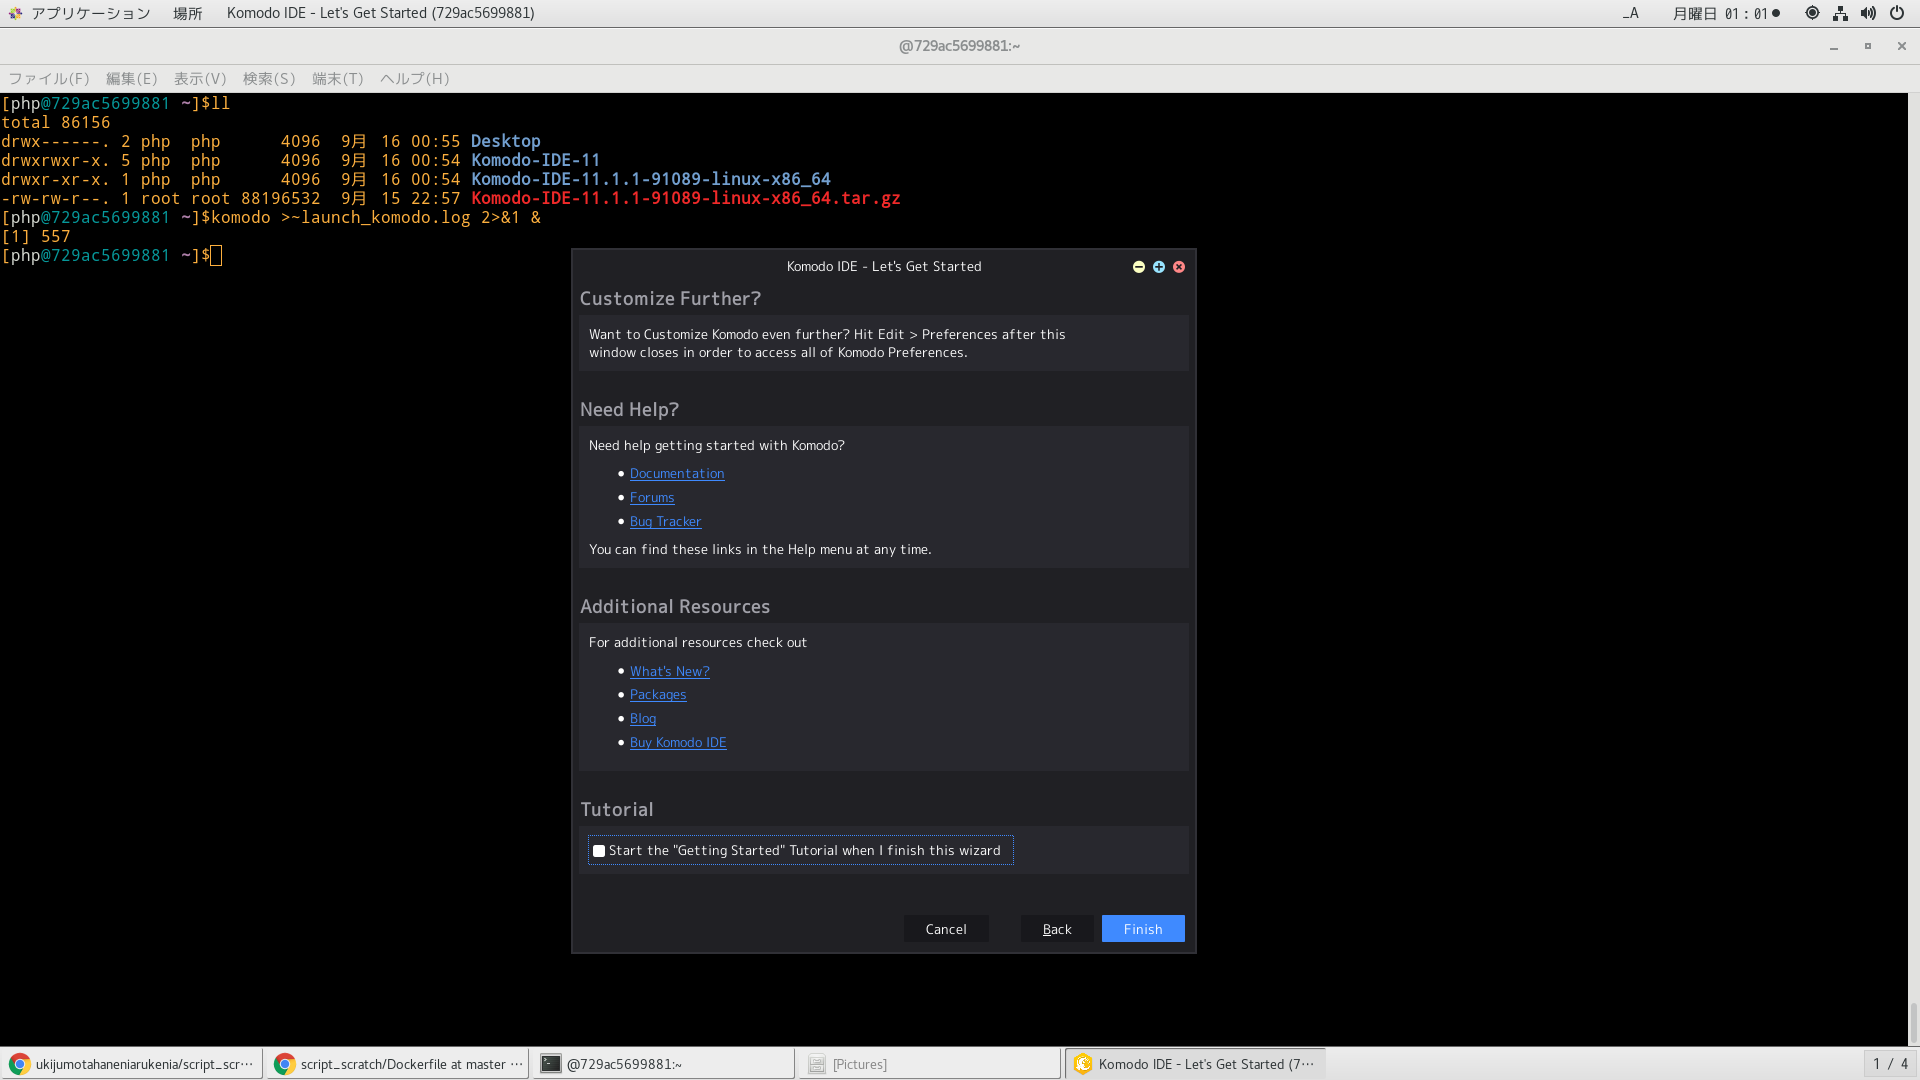 アプリケーション 場所 Komodo IDE - Let's Get Started (729ac5699881) _A 月曜日 01 : 01
@729ac5699881:~
ファイル(F) 編集(E) 表示(V) 検索(S) 端末(T) ヘルプ(H)
[php@729ac5699881 ~]$ll
total 86156
drwx------. 2 php php 4096 9月 16 00:55 Desktop
drwxrwxr-x. 5 php php 4096 9月 16 00:54 Komodo-IDE-11
drwxr-xr-x. 1 php php 4096 9月 16 00:54 Komodo-IDE-11.1.1-91089-linux-x86_64
-rw-rw-r--. 1 root root 88196532 9月 15 22:57 Komodo-IDE-11.1.1-91089-linux-x86_64.tar.gz
[php@729ac5699881 ~]$komodo >~launch_komodo.log 2>&1 &
[1] 557
[php@729ac5699881 ~]$
Komodo IDE - Let's Get Started
Customize Further?
Want to Customize Komodo even further? Hit Edit > Preferences after this
window closes in order to access all of Komodo Preferences.
Need Help?
Need help getting started with Komodo?
• Documentation
• Forums
• Bug Tracker
You can find these links in the Help menu at any time.
Additional Resources
For additional resources check out
• What's New?
• Packages
• Blog
• Buy Komodo IDE
Tutorial
Start the "Getting Started" Tutorial when I finish this wizard
Cancel Back Finish
ukijumotahaneniarukenia/script_scr… script_scratch/Dockerfile at master … @729ac5699881:~ [Pictures] Komodo IDE - Let's Get Started (7… 1 / 4